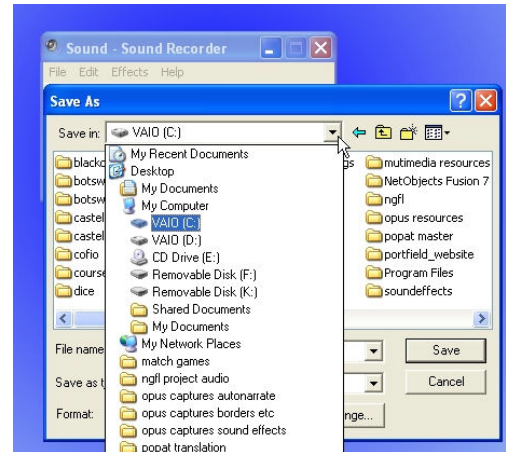 Sound - Sound Recorder
File Edit Effects Help
Save As
Save in: VAIO (C:)
My Recent Documents
Desktop
My Documents
My Computer
VAIO (C:)
VAIO (D:)
CD Drive (E:)
Removable Disk (F:)
Removable Disk (K:)
Shared Documents
My Documents
My Network Places
match games
ngfl project audio
opus captures autonarrate
opus captures borders etc
opus captures sound effects
popat translation
blackc
botsw
botsw
castel
castel
cofio
course
dice
gs
mutimedia resources
NetObjects Fusion 7
ngfl
opus resources
popat master
portfield_website
Program Files
soundeffects
File name
Save
Save as t
Cancel
Format:
nge...